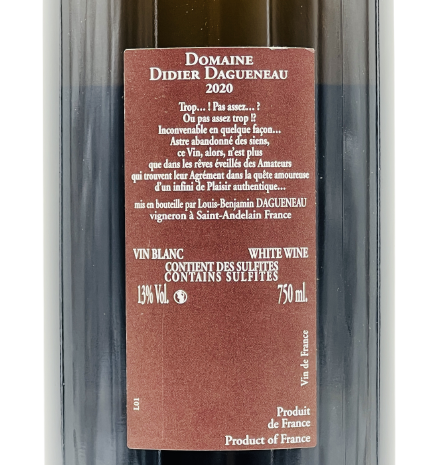 DOMAINE
DIDIER DAGUENEAU
2020
Trop... ! Pas assez... ?
Ou pas assez trop !?
Inconvenable en quelque façon...
Astre abandonné des siens,
ce Vin, alors, n'est plus
que dans les rêves éveillés des Amateurs
qui trouvent leur Agrément dans la quête amoureuse
d'un infini de Plaisir authentique...
mis en bouteille par Louis-Benjamin DAGUENEAU
vigneron à Saint-Andelain France
VIN BLANC WHITE WINE
CONTIENT DES SULFITES
CONTAINS SULFITES
13% Vol. 750 ml.
Vin de France
L01
Produit
de France
Product of France